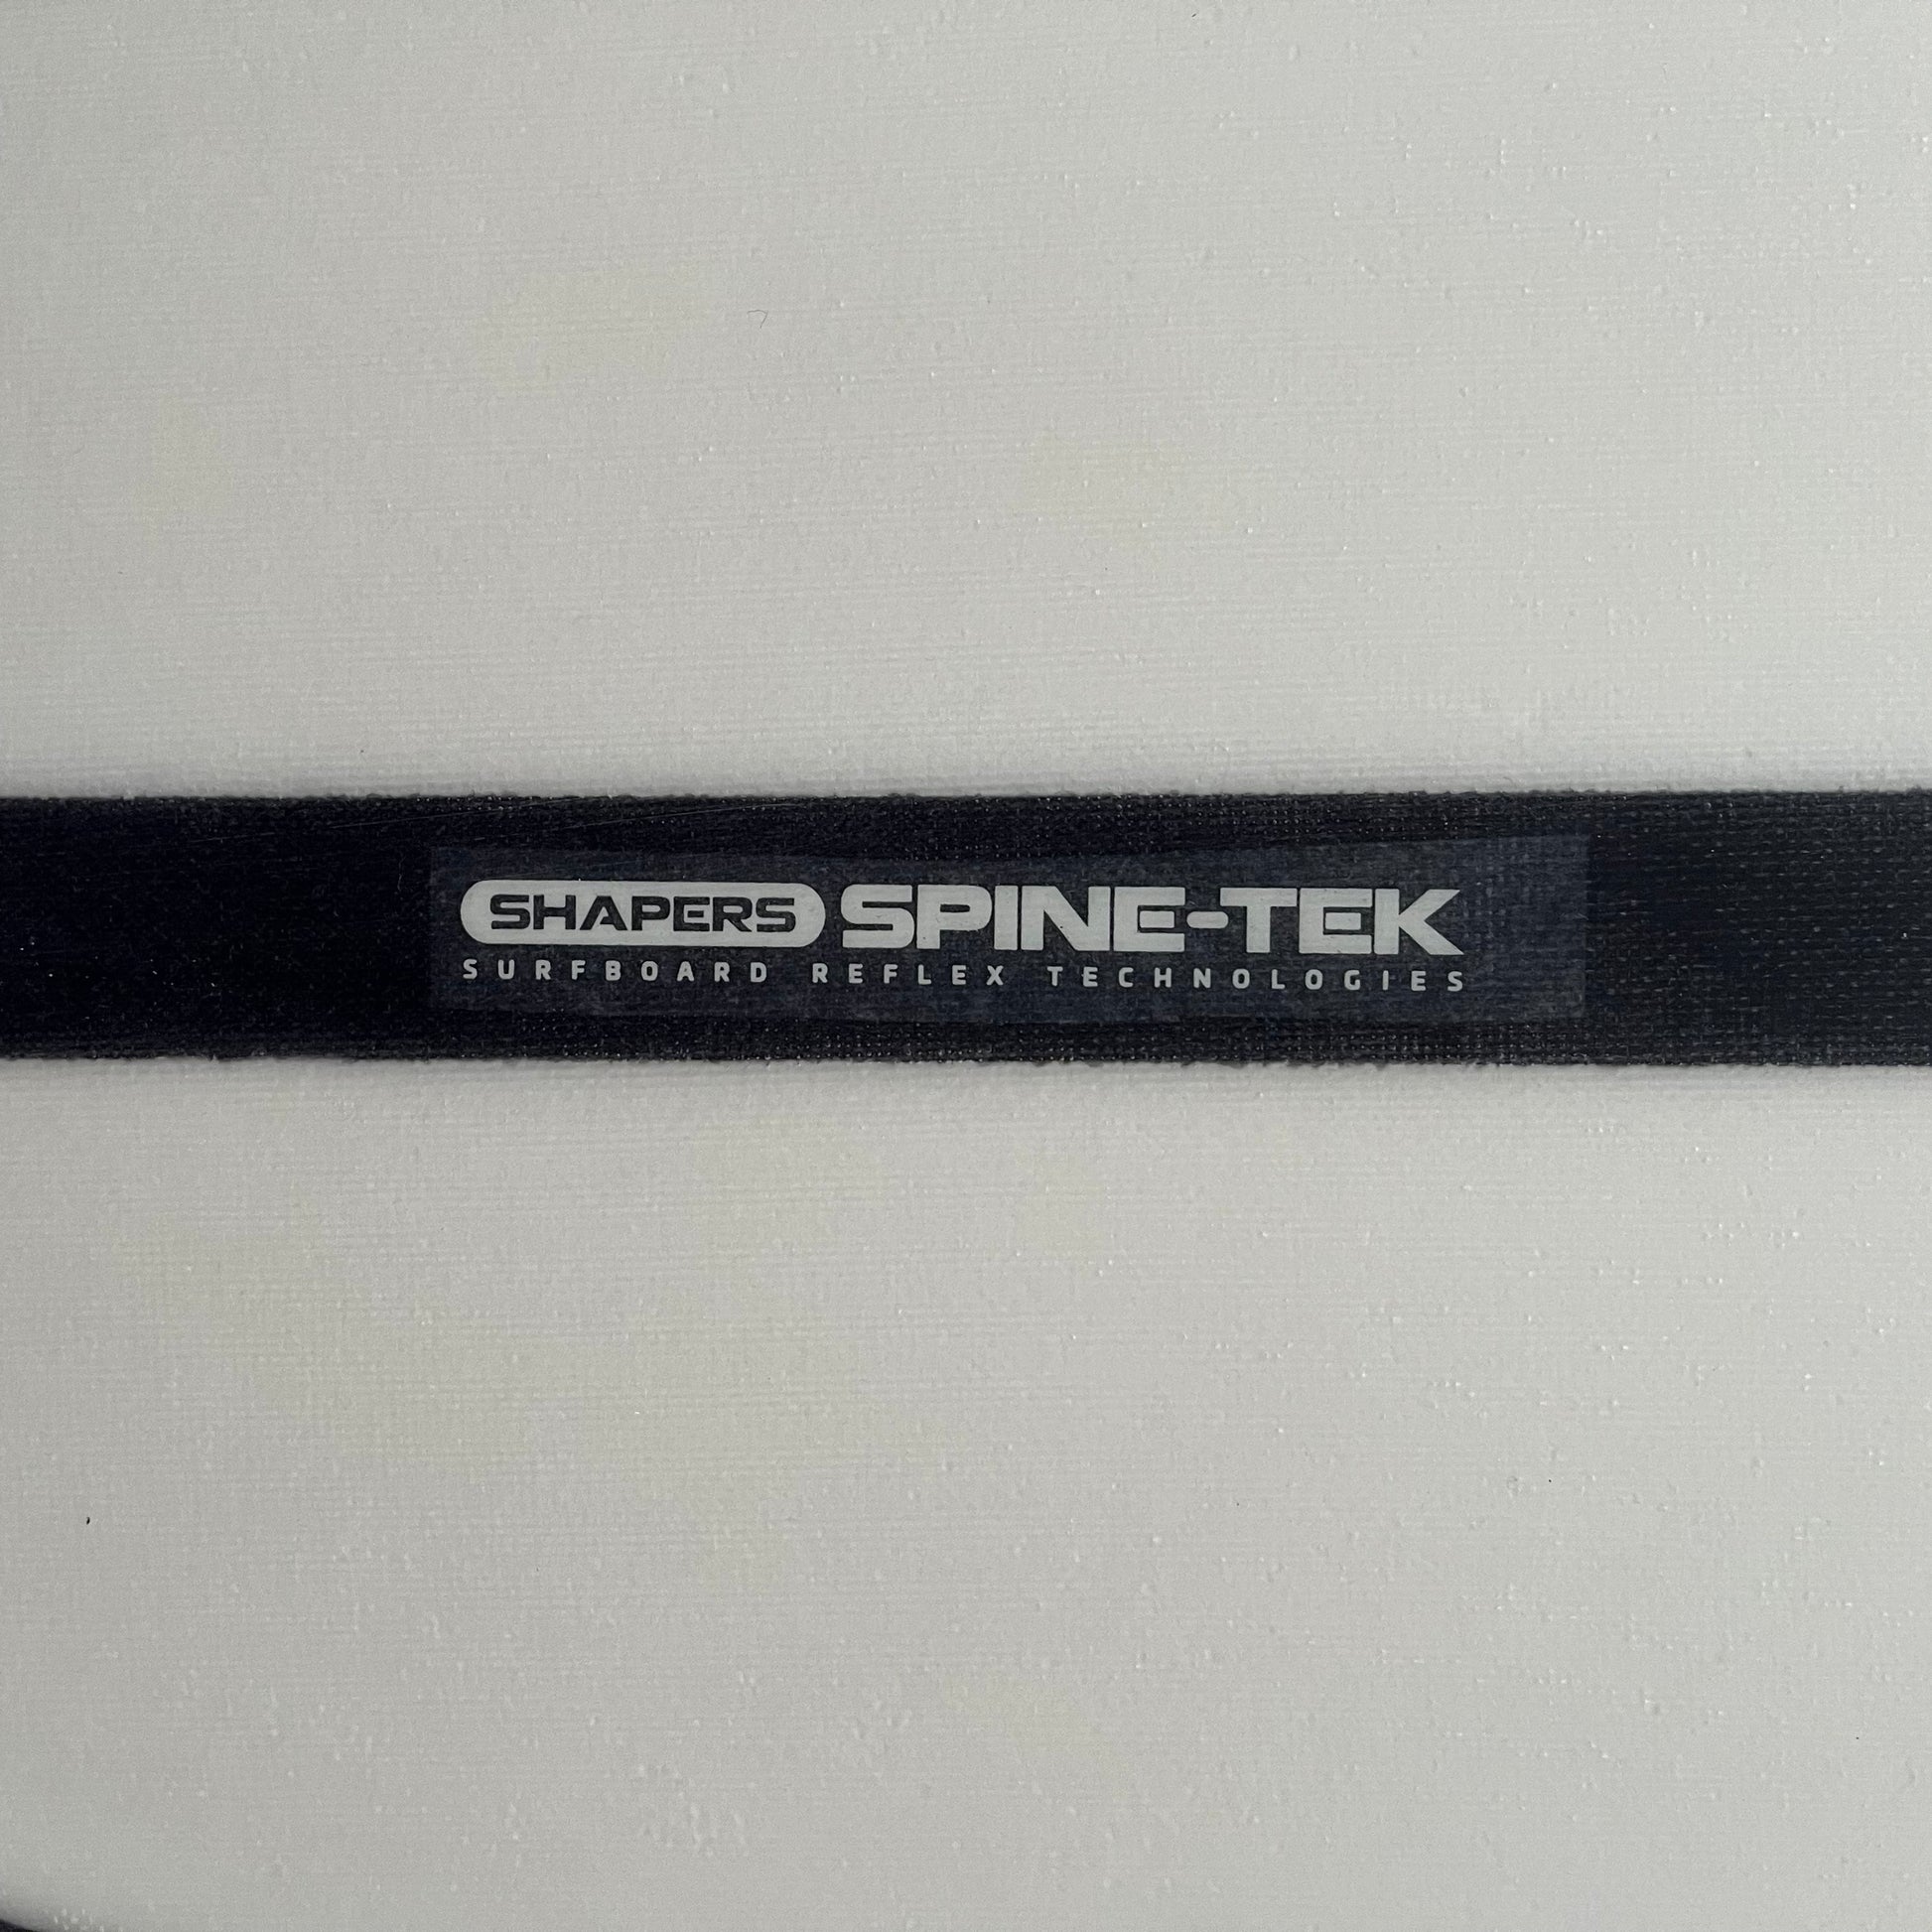 SHAPERS SPINE-TEK
SURFBOARD REFLEX TECHNOLOGIES